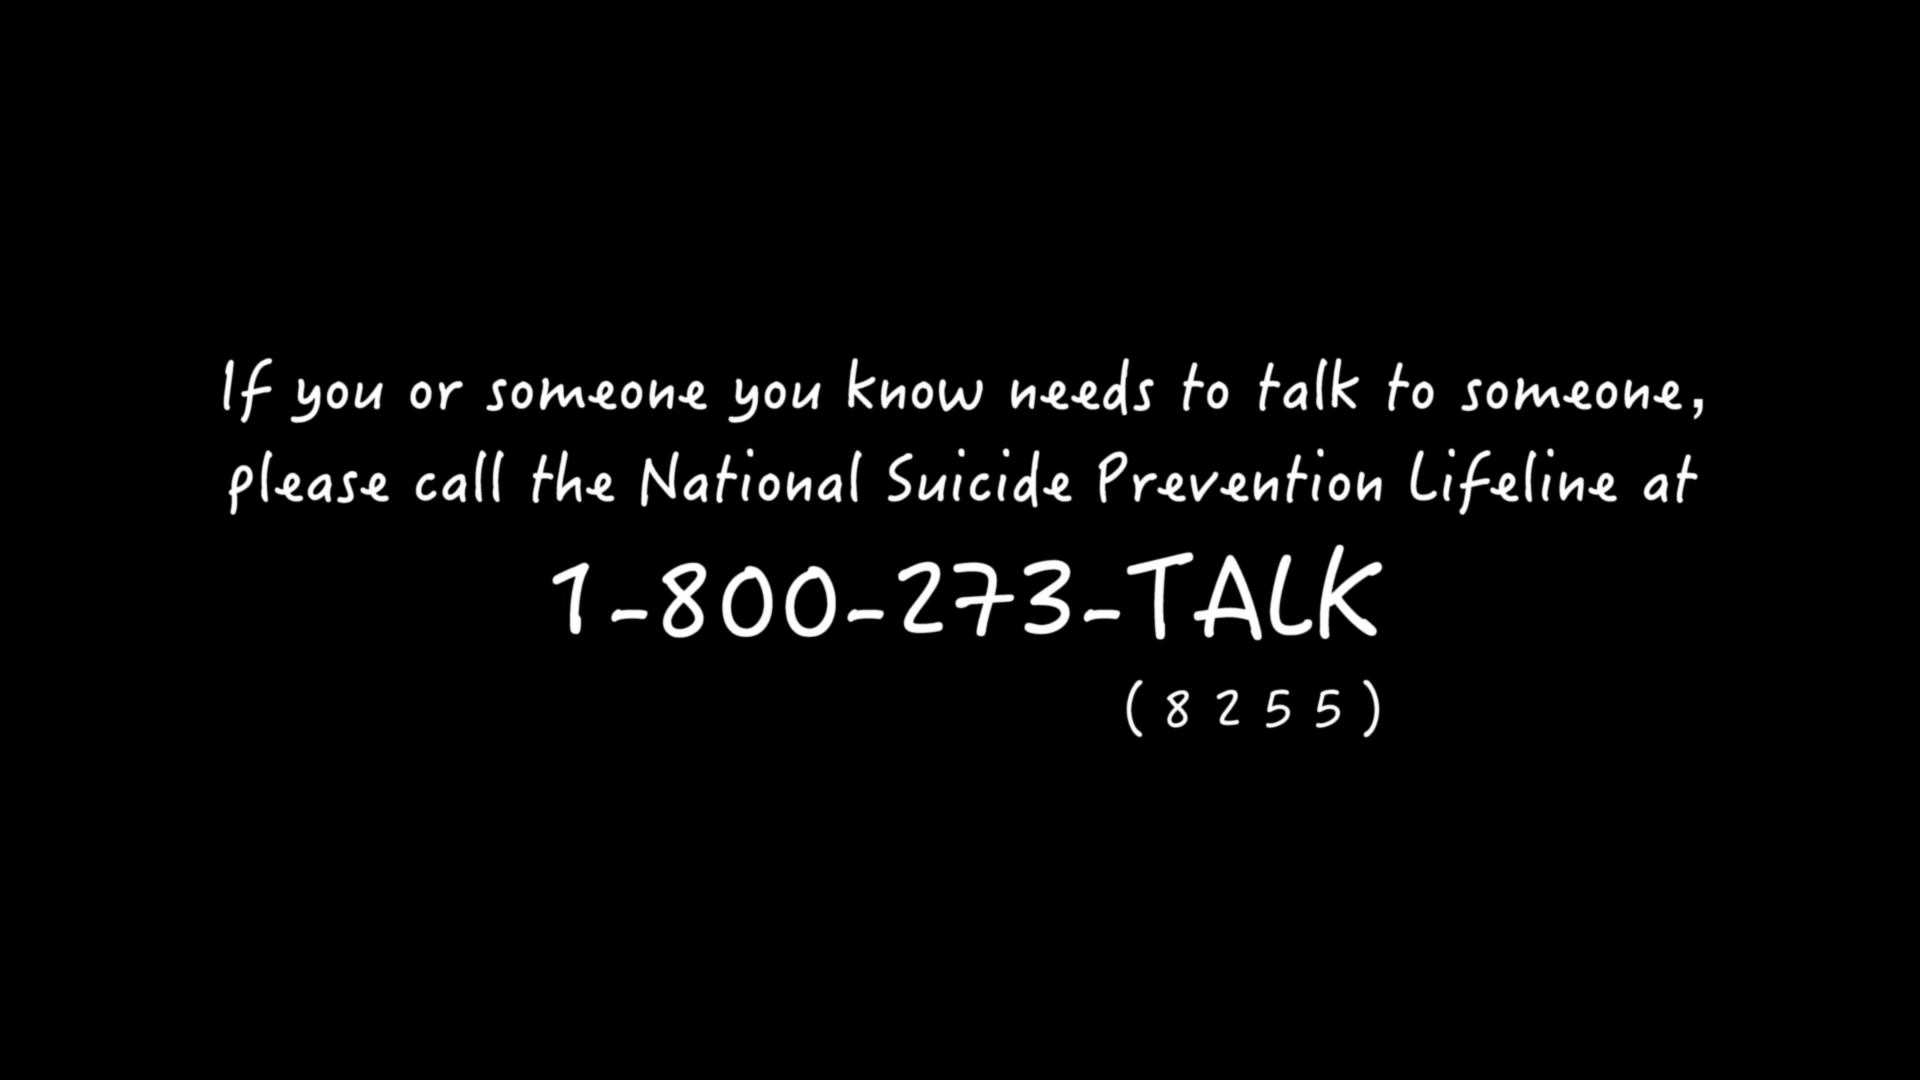 If you or someone you know needs to talk to someone,
please call the National Suicide Prevention Lifeline at
1-800-273-TALK
(8255)